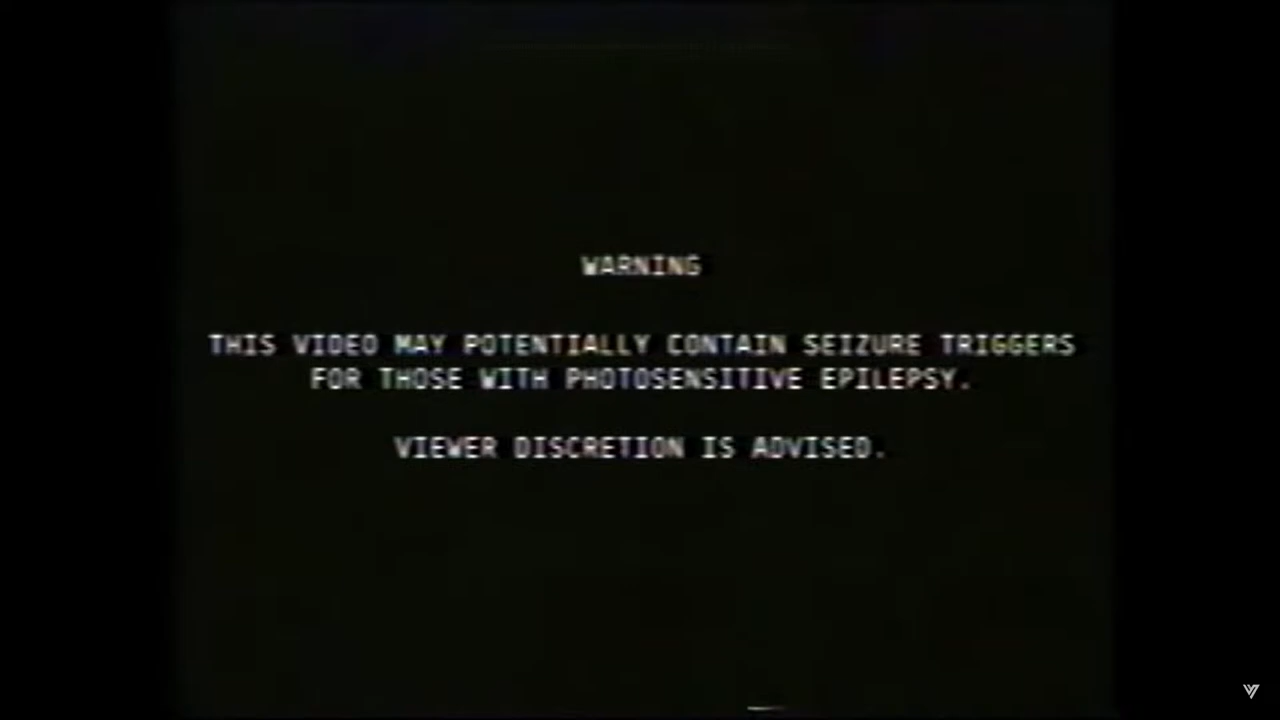 WARNING
THIS VIDEO MAY POTENTIALLY CONTAIN SEIZURE TRIGGERS
FOR THOSE WITH PHOTOSENSITIVE EPILEPSY.
VIEWER DISCRETION IS ADVISED.